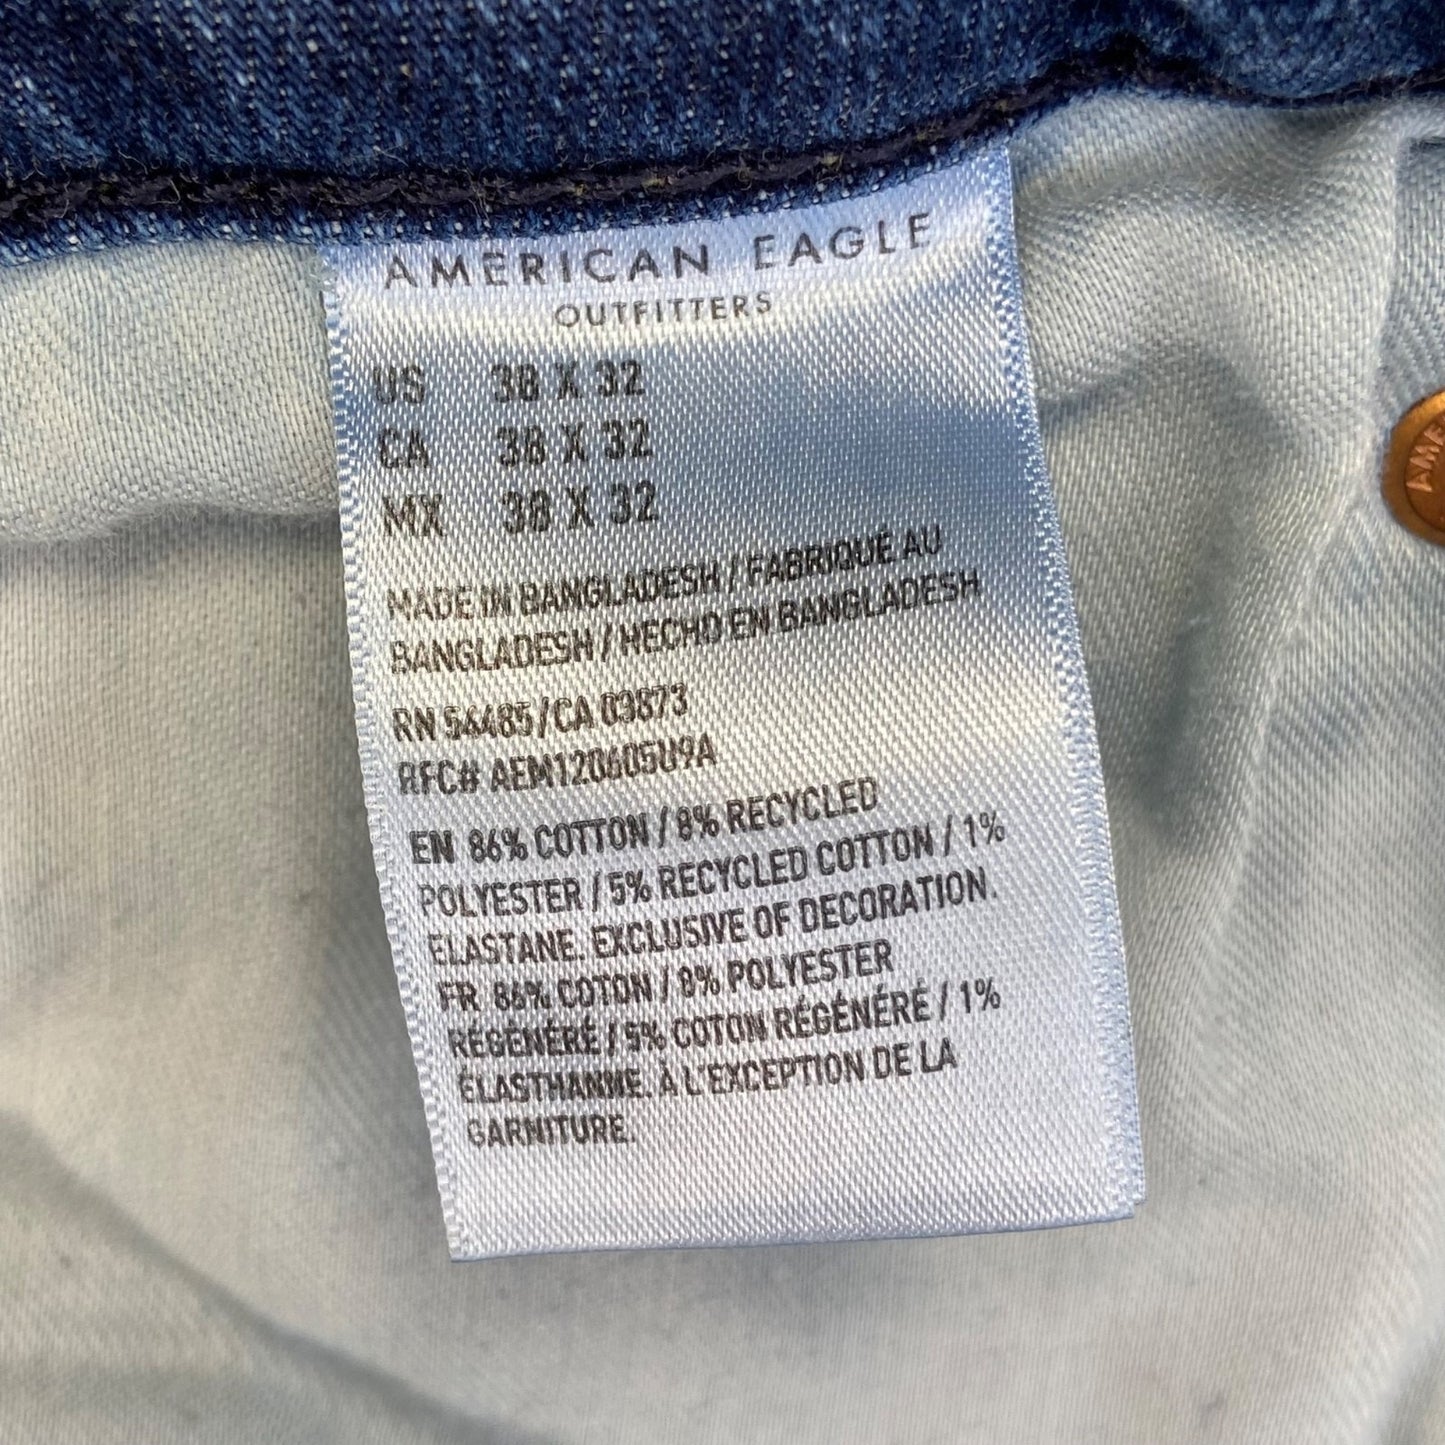 AMERICAN EAGLE
OUTFITTERS
US 38 X 32
CA 38 X 32
MX 38 X 32
MADE IN BANGLADESH / FABRIQUÉ AU
BANGLADESH / HECHO EN BANGLADESH
RN 54485/CA 03873
RFC# AEM120605U9A
EN 86% COTTON / 8% RECYCLED
POLYESTER / 5% RECYCLED COTTON / 1%
ELASTANE. EXCLUSIVE OF DECORATION.
FR 86% COTON / 8% POLYESTER
RÉGÉNÉRÉ / 5% COTON RÉGÉNÉRÉ / 1%
ÉLASTHANNE. À L'EXCEPTION DE LA
GARNITURE.
AME